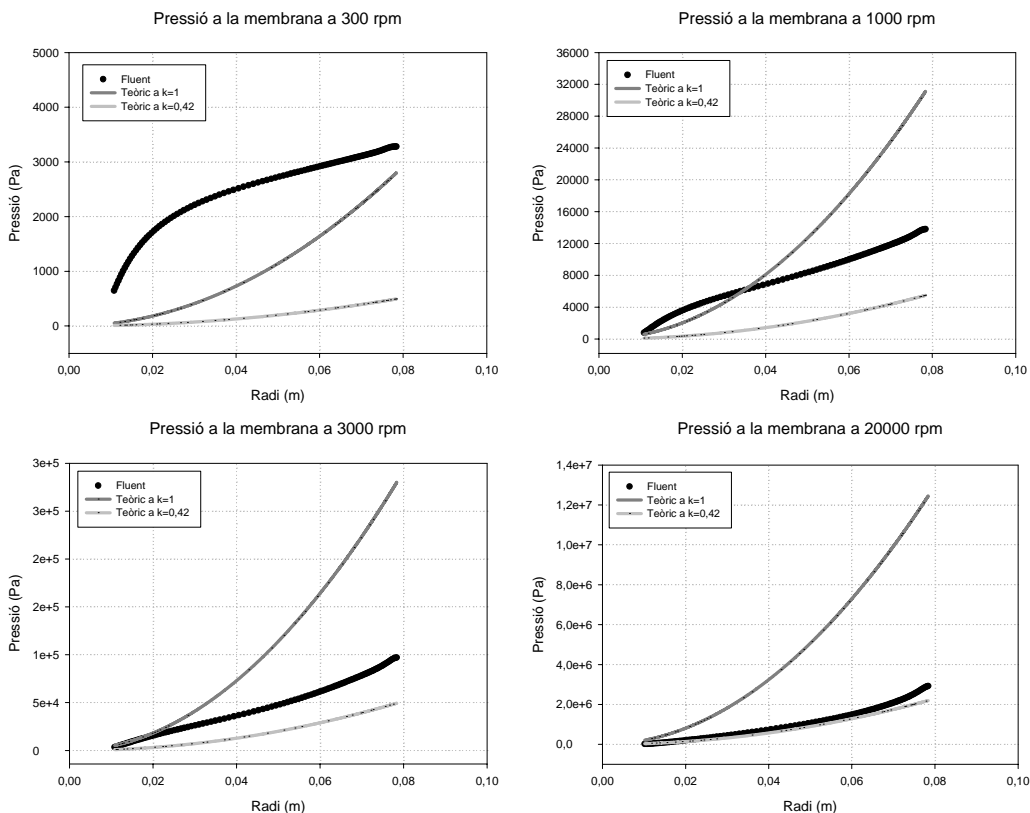 Pressió a la membrana a 300 rpm
Pressió (Pa)
5000
4000
3000
2000
1000
0
Fluent
Teòric a k=1
Teòric a k=0,42
0,00 0,02 0,04 0,06 0,08 0,10
Radi (m)
Pressió a la membrana a 1000 rpm
Pressió (Pa)
36000
32000
28000
24000
20000
16000
12000
8000
4000
0
Fluent
Teòric a k=1
Teòric a k=0,42
0,00 0,02 0,04 0,06 0,08 0,10
Radi (m)
Pressió a la membrana a 3000 rpm
Pressió (Pa)
3e+5
3e+5
2e+5
2e+5
1e+5
5e+4
0
Fluent
Teòric a k=1
Teòric a k=0,42
0,00 0,02 0,04 0,06 0,08 0,10
Radi (m)
Pressió a la membrana a 20000 rpm
Pressió (Pa)
1,4e+7
1,2e+7
1,0e+7
8,0e+6
6,0e+6
4,0e+6
2,0e+6
0,0
Fluent
Teòric a k=1
Teòric a k=0,42
0,00 0,02 0,04 0,06 0,08 0,10
Radi (m)